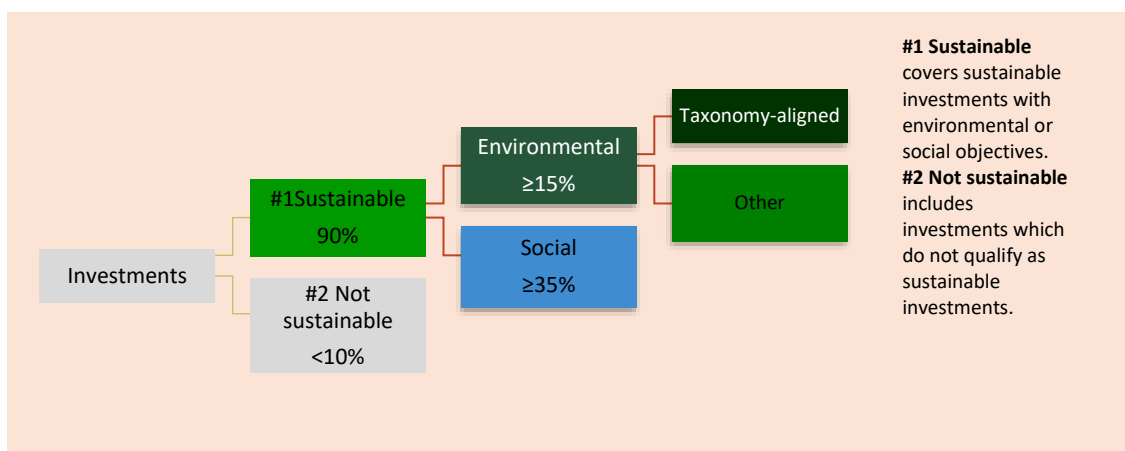 Investments
#1Sustainable
90%
#2 Not
sustainable
<10%
Environmental
≥15%
Social
≥35%
Taxonomy-aligned
Other
#1 Sustainable
covers sustainable
investments with
environmental or
social objectives.
#2 Not sustainable
includes
investments which
do not qualify as
sustainable
investments.